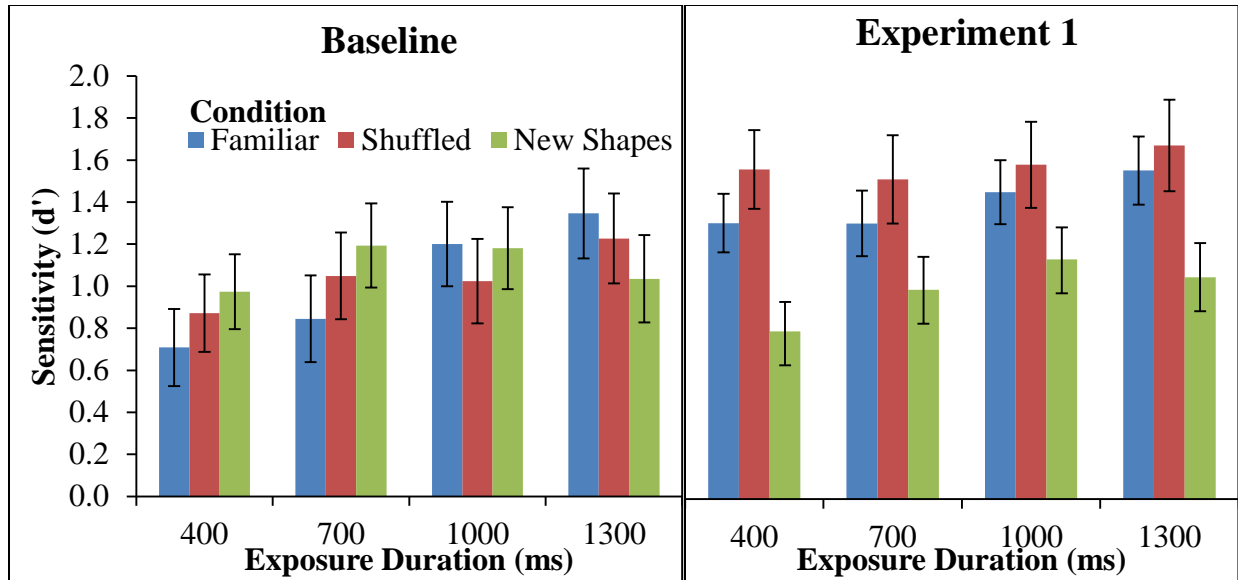 Baseline
Experiment 1
Sensitivity (d')
2.0
1.8
1.6
1.4
1.2
1.0
0.8
0.6
0.4
0.2
0.0
Condition
Familiar Shuffled New Shapes
400 700 1000 1300
Exposure Duration (ms)
400 700 1000 1300
Exposure Duration (ms)